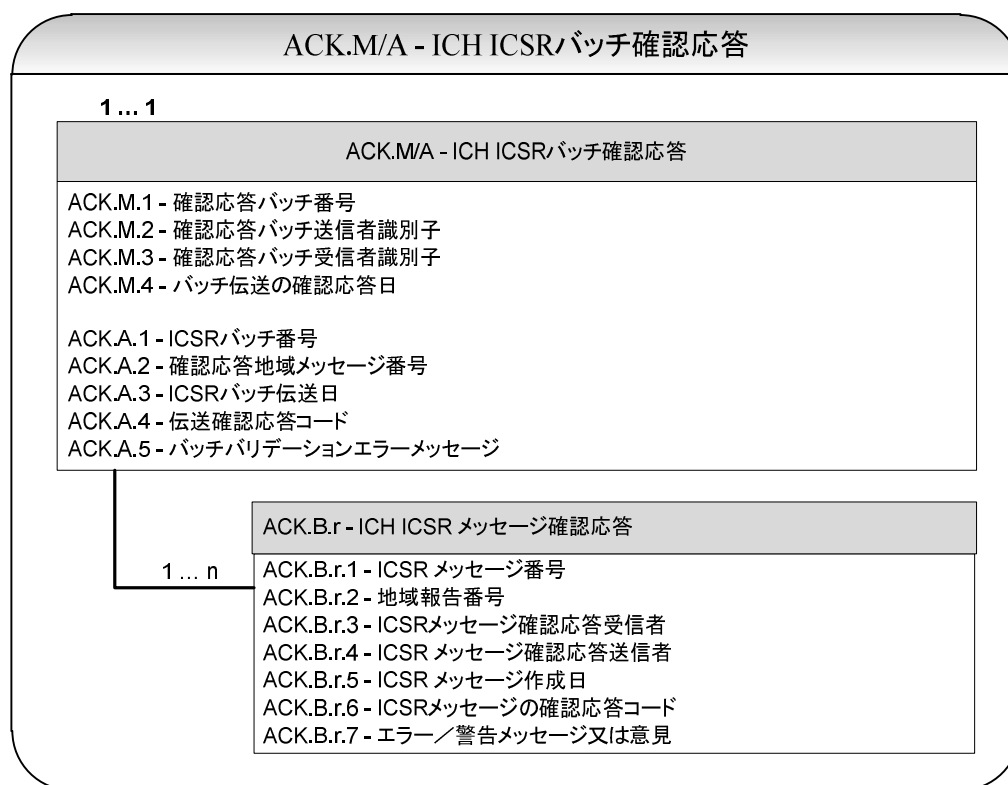 ACK.M/A - ICH ICSRバッチ確認応答
1 ... 1
ACK.M/A - ICH ICSRバッチ確認応答
ACK.M.1 - 確認応答バッチ番号
ACK.M.2 - 確認応答バッチ送信者識別子
ACK.M.3 - 確認応答バッチ受信者識別子
ACK.M.4 - バッチ伝送の確認応答日
ACK.A.1 - ICSRバッチ番号
ACK.A.2 - 確認応答地域メッセージ番号
ACK.A.3 - ICSRバッチ伝送日
ACK.A.4 - 伝送確認応答コード
ACK.A.5 - バッチバリデーションエラーメッセージ
ACK.B.r - ICH ICSR メッセージ確認応答
1 ... n
ACK.B.r.1 - ICSR メッセージ番号
ACK.B.r.2 - 地域報告番号
ACK.B.r.3 - ICSRメッセージ確認応答受信者
ACK.B.r.4 - ICSR メッセージ確認応答送信者
ACK.B.r.5 - ICSR メッセージ作成日
ACK.B.r.6 - ICSRメッセージの確認応答コード
ACK.B.r.7 - エラー／警告メッセージ又は意見